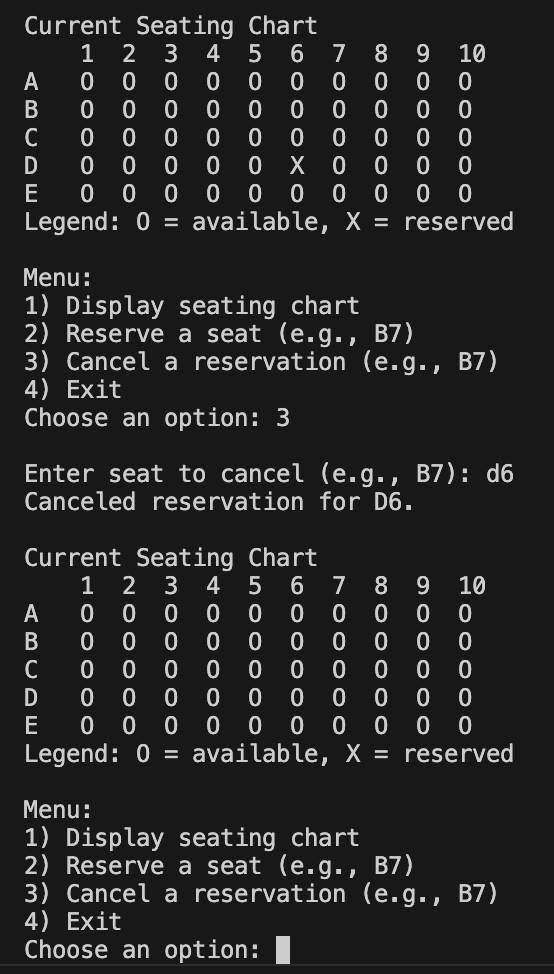 Current Seating Chart
    1  2  3  4  5  6  7  8  9  10
A   O  O  O  O  O  O  O  O  O  O
B   O  O  O  O  O  O  O  O  O  O
C   O  O  O  O  O  O  O  O  O  O
D   O  O  O  O  O  X  O  O  O  O
E   O  O  O  O  O  O  O  O  O  O
Legend: O = available, X = reserved

Menu:
1) Display seating chart
2) Reserve a seat (e.g., B7)
3) Cancel a reservation (e.g., B7)
4) Exit
Choose an option: 3

Enter seat to cancel (e.g., B7): d6
Canceled reservation for D6.

Current Seating Chart
    1  2  3  4  5  6  7  8  9  10
A   O  O  O  O  O  O  O  O  O  O
B   O  O  O  O  O  O  O  O  O  O
C   O  O  O  O  O  O  O  O  O  O
D   O  O  O  O  O  O  O  O  O  O
E   O  O  O  O  O  O  O  O  O  O
Legend: O = available, X = reserved

Menu:
1) Display seating chart
2) Reserve a seat (e.g., B7)
3) Cancel a reservation (e.g., B7)
4) Exit
Choose an option: